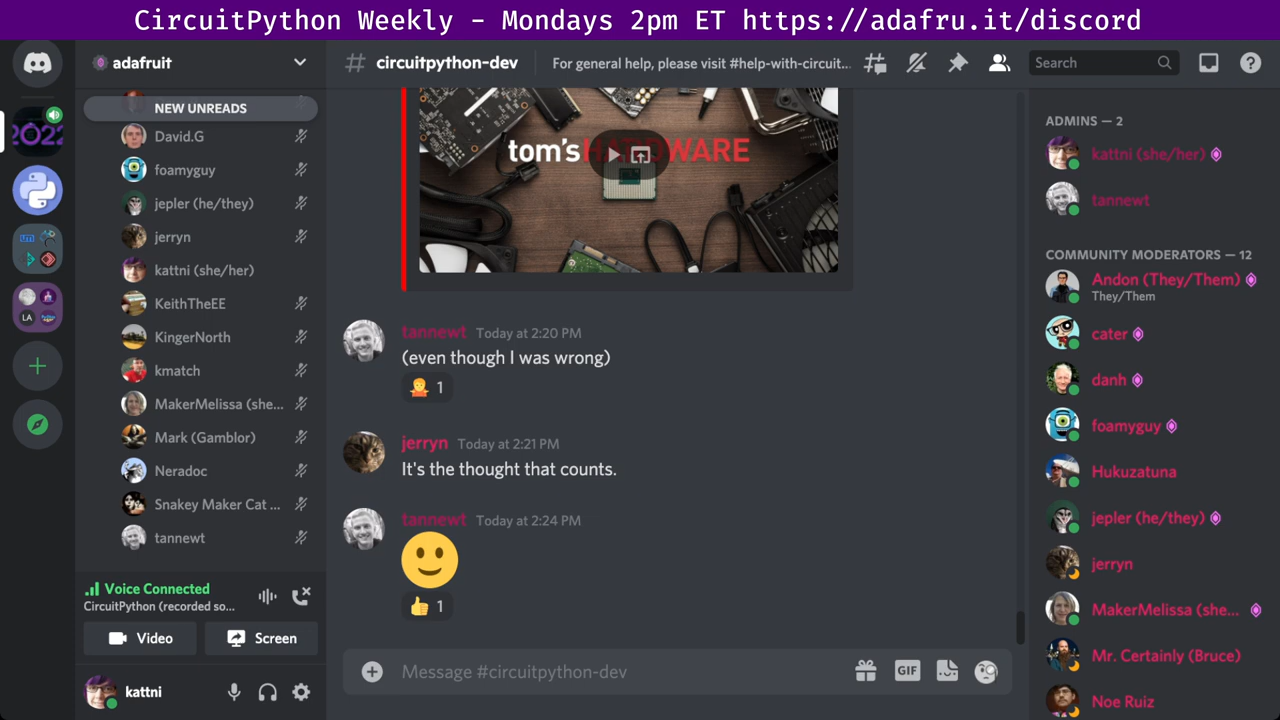 CircuitPython Weekly - Mondays 2pm ET https://adafru.it/discord
adafruit
NEW UNREADS
David.G
foamyguy
jepler (he/they)
jerryn
kattni (she/her)
KeithTheEE
KingerNorth
kmatch
MakerMelissa (she...
Mark (Gamblor)
Neradoc
Snakey Maker Cat ...
tannewt
Voice Connected
CircuitPython (recorded so...
Video
Screen
kattni
2022
LA
# circuitpython-dev
For general help, please visit #help-with-circuit...
Search
tom's HARDWARE
tannewt Today at 2:20 PM
(even though I was wrong)
1
jerryn Today at 2:21 PM
It's the thought that counts.
tannewt Today at 2:24 PM
1
Message #circuitpython-dev
GIF
ADMINS — 2
kattni (she/her)
tannewt
COMMUNITY MODERATORS — 12
Andon (They/Them)
They/Them
cater
danh
foamyguy
Hukuzatuna
jepler (he/they)
jerryn
MakerMelissa (she...
Mr. Certainly (Bruce)
Noe Ruiz